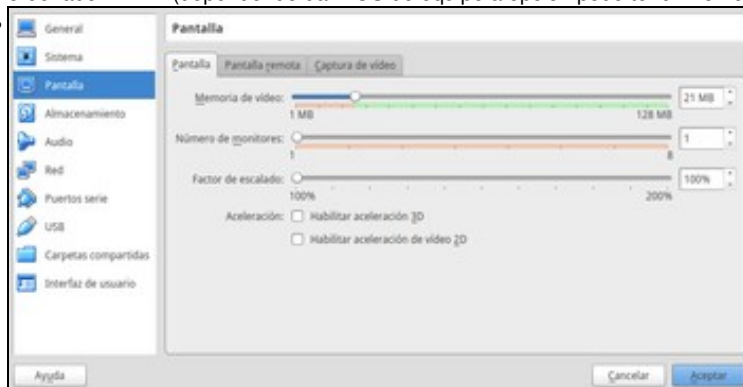 General
Sistema
Pantalla
Almacenamiento
Audio
Red
Puertos serie
USB
Carpetas compartidas
Interfaz de usuario
Pantalla
Pantalla Pantalla remota Captura de vídeo
Memoria de vídeo: 21 MB
1 MB 128 MB
Número de monitores: 1
1 8
Factor de escalado: 100%
100% 200%
Aceleración: Habilitar aceleración 3D
Habilitar aceleración de vídeo 2D
Ayuda Cancelar Aceptar